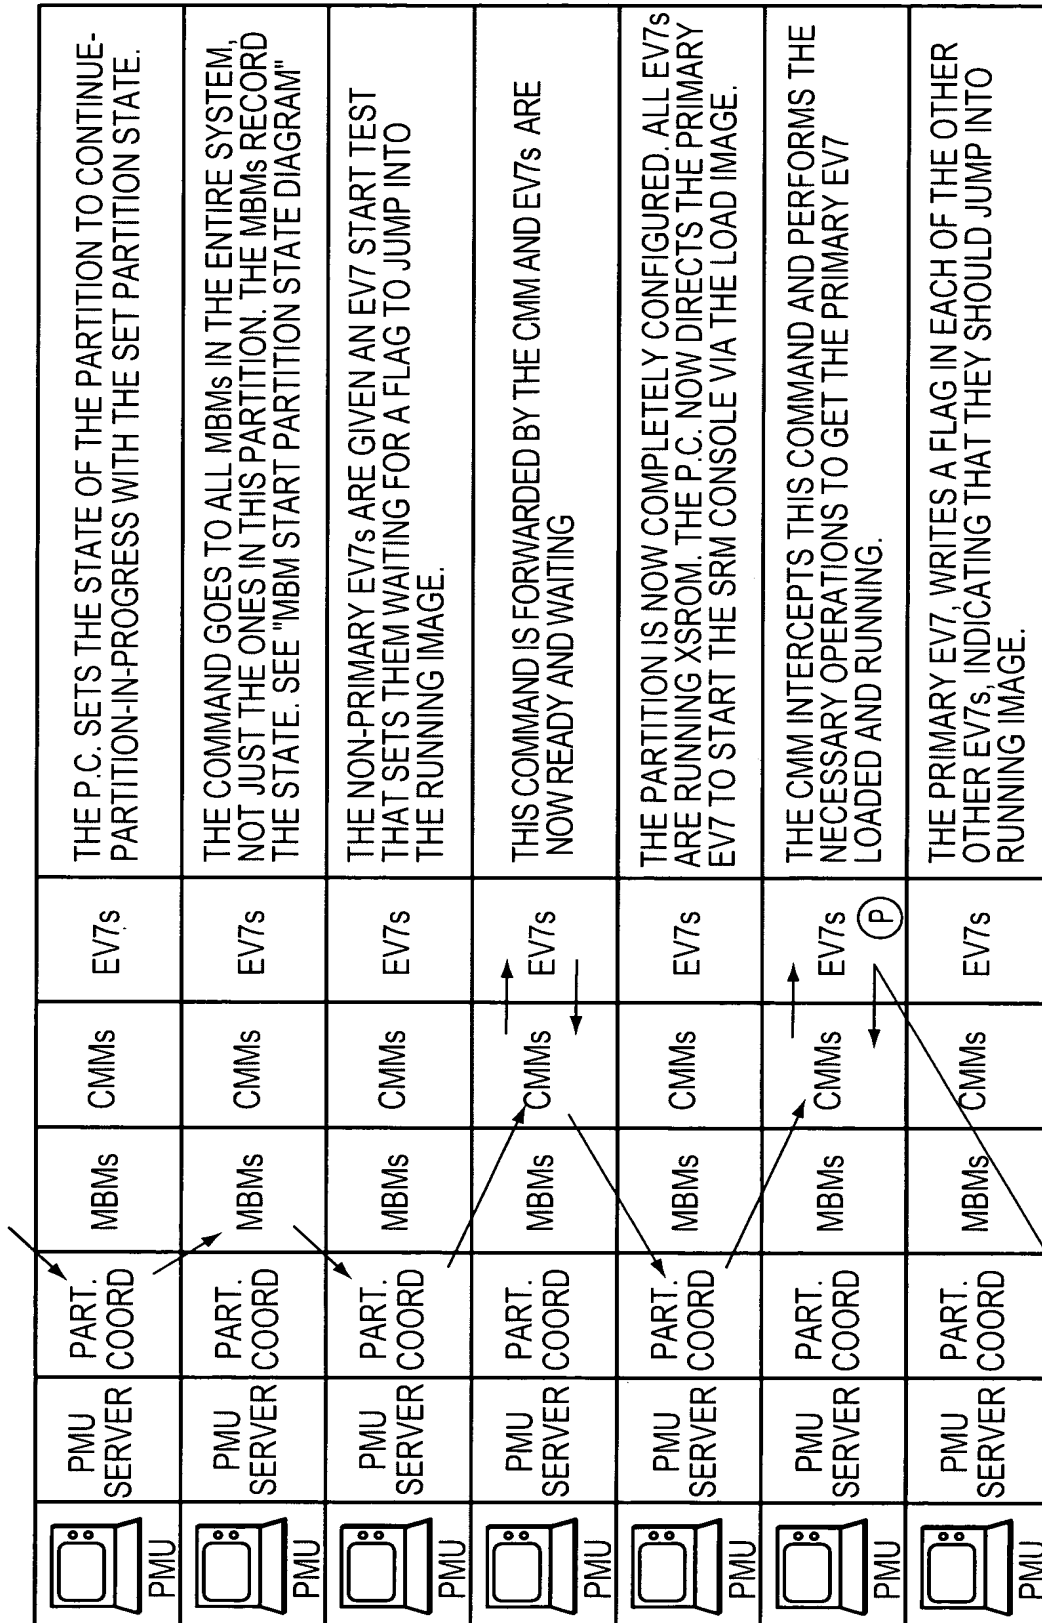 PMU
PMU
SERVER
PART.
COORD
MBMs
CMMs
EV7s
THE P.C. SETS THE STATE OF THE PARTITION TO CONTINUE-
PARTITION-IN-PROGRESS WITH THE SET PARTITION STATE.
PMU
PMU
SERVER
PART.
COORD
MBMs
CMMs
EV7s
THE COMMAND GOES TO ALL MBMs IN THE ENTIRE SYSTEM,
NOT JUST THE ONES IN THIS PARTITION. THE MBMs RECORD
THE STATE. SEE "MBM START PARTITION STATE DIAGRAM"
PMU
PMU
SERVER
PART.
COORD
MBMs
CMMs
EV7s
THE NON-PRIMARY EV7s ARE GIVEN AN EV7 START TEST
THAT SETS THEM WAITING FOR A FLAG TO JUMP INTO
THE RUNNING IMAGE.
PMU
PMU
SERVER
PART.
COORD
MBMs
CMMs
EV7s
THIS COMMAND IS FORWARDED BY THE CMM AND EV7s ARE
NOW READY AND WAITING
PMU
PMU
SERVER
PART.
COORD
MBMs
CMMs
EV7s
THE PARTITION IS NOW COMPLETELY CONFIGURED. ALL EV7s
ARE RUNNING XSROM. THE P.C. NOW DIRECTS THE PRIMARY
EV7 TO START THE SRM CONSOLE VIA THE LOAD IMAGE.
PMU
PMU
SERVER
PART.
COORD
MBMs
CMMs
EV7s
P
THE CMM INTERCEPTS THIS COMMAND AND PERFORMS THE
NECESSARY OPERATIONS TO GET THE PRIMARY EV7
LOADED AND RUNNING.
PMU
PMU
SERVER
PART.
COORD
MBMs
CMMs
EV7s
THE PRIMARY EV7, WRITES A FLAG IN EACH OF THE OTHER
OTHER EV7s, INDICATING THAT THEY SHOULD JUMP INTO
RUNNING IMAGE.